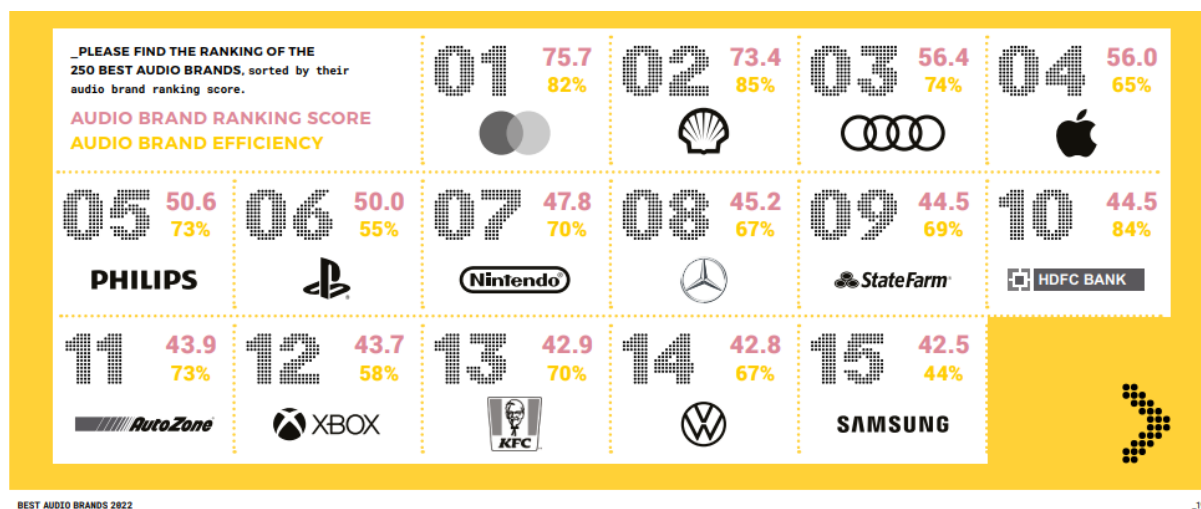 _PLEASE FIND THE RANKING OF THE
250 BEST AUDIO BRANDS, sorted by their
audio brand ranking score.
AUDIO BRAND RANKING SCORE
AUDIO BRAND EFFICIENCY
01 75.7
82%
02 73.4
85%
03 56.4
74%
04 56.0
65%
05 50.6
73%
PHILIPS
06 50.0
55%
07 47.8
70%
Nintendo®
08 45.2
67%
09 44.5
69%
StateFarm
10 44.5
84%
HDFC BANK
11 43.9
73%
AutoZone
12 43.7
58%
XBOX
13 42.9
70%
KFC
14 42.8
67%
VW
15 42.5
44%
SAMSUNG
BEST AUDIO BRANDS 2022